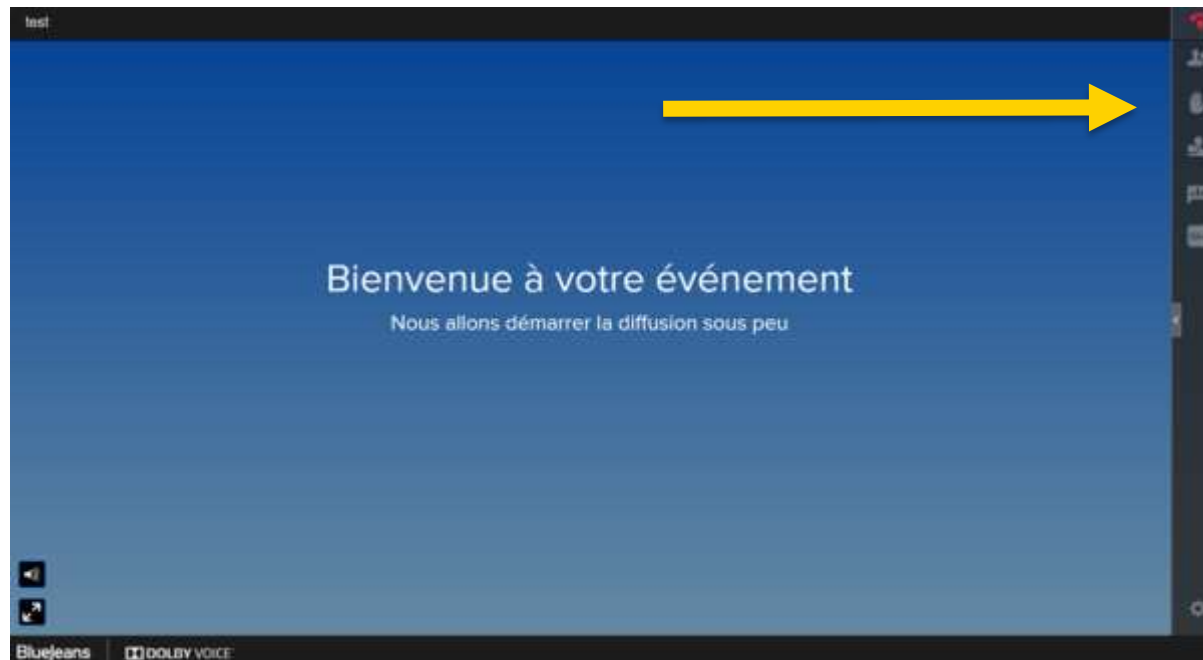 test
Bienvenue à votre événement
Nous allons démarrer la diffusion sous peu
BlueJeans
DOLBY VOICE